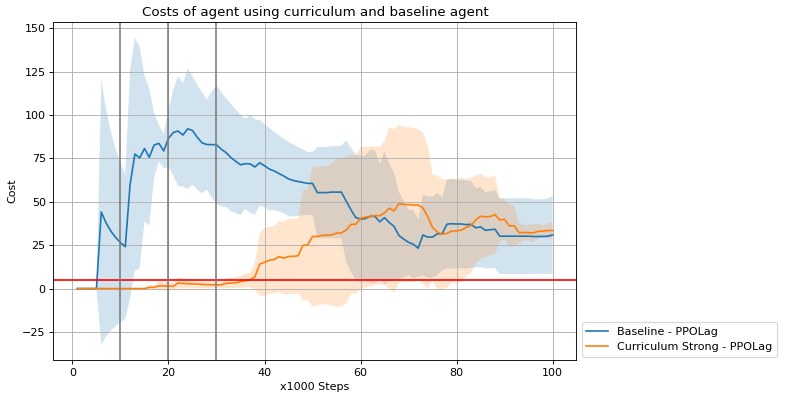 Costs of agent using curriculum and baseline agent
150
125
100
75
50
25
0
−25
Cost
0
20
40
60
80
100
x1000 Steps
Baseline - PPOLag
Curriculum Strong - PPOLag